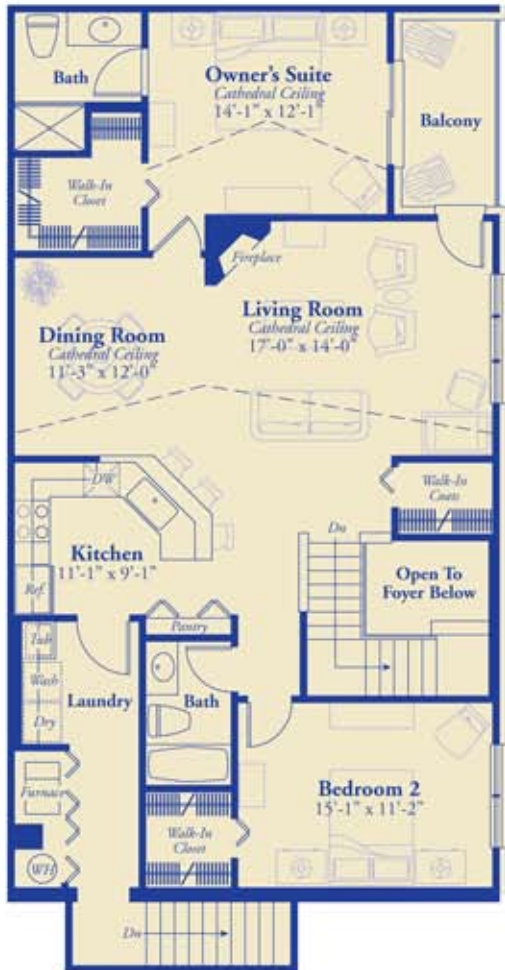 Bath
Owner's Suite
Cathedral Ceiling
14'-1" x 12'-1"
Balcony
Walk-In
Closet
Fireplace
Living Room
Cathedral Ceiling
17'-0" x 14'-0"
Dining Room
Cathedral Ceiling
11'-3" x 12'-0"
DW
Walk-In
Coats
Kitchen
11'-1" x 9'-1"
Dn
Open To
Foyer Below
Ref.
Pantry
Tub
Wash
Dry
Laundry
Bath
Furnace
Bedroom 2
15'-1" x 11'-2"
Walk-In
Closet
WH
Dn